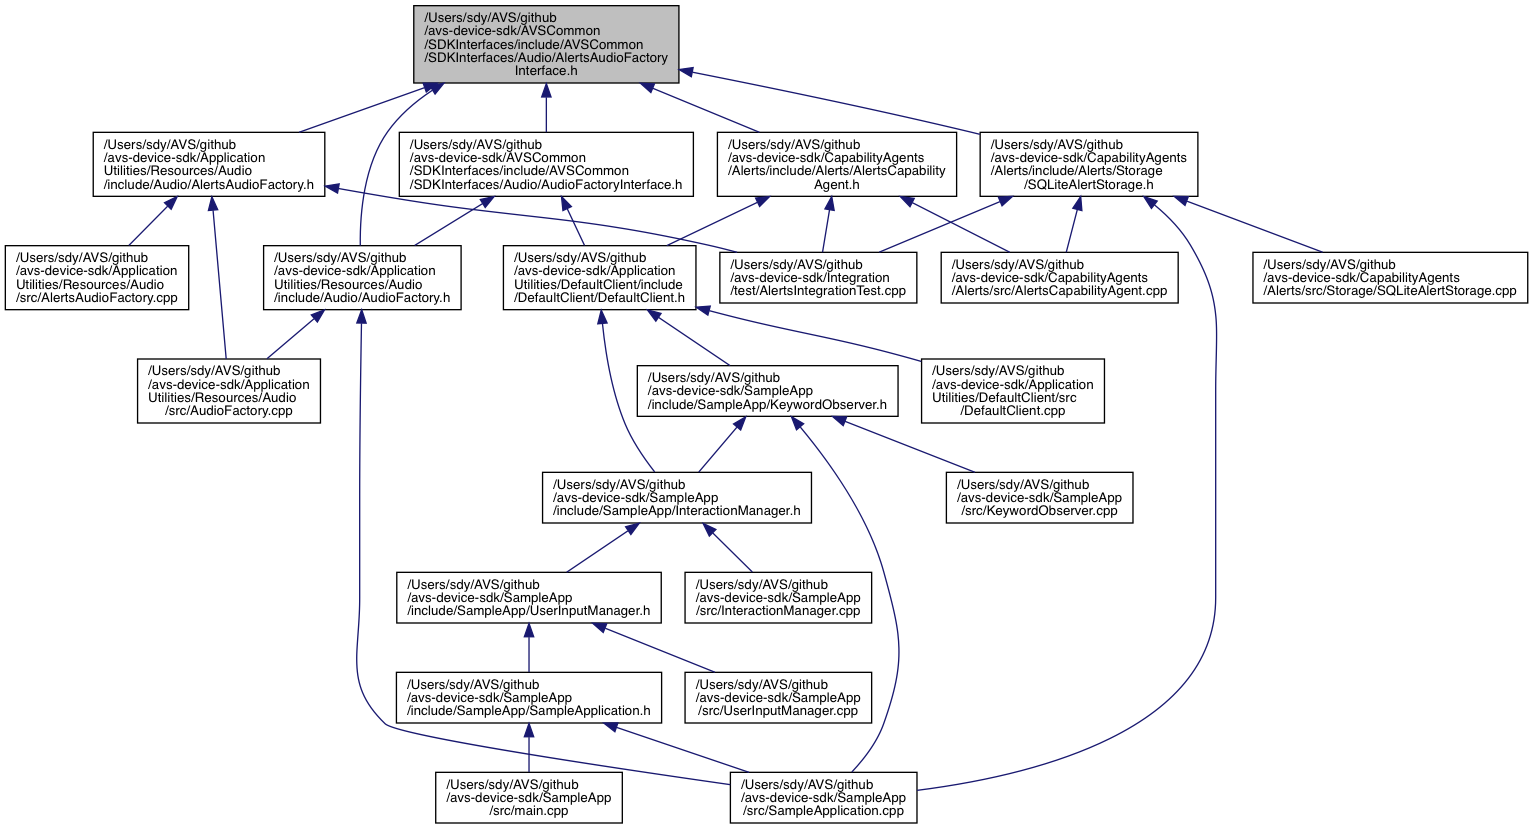 /Users/sdy/AVS/github
/avs-device-sdk/AVSCommon
/SDKInterfaces/include/AVSCommon
/SDKInterfaces/Audio/AlertsAudioFactory
Interface.h
/Users/sdy/AVS/github
/avs-device-sdk/Application
Utilities/Resources/Audio
/include/Audio/AlertsAudioFactory.h
/Users/sdy/AVS/github
/avs-device-sdk/AVSCommon
/SDKInterfaces/include/AVSCommon
/SDKInterfaces/Audio/AudioFactoryInterface.h
/Users/sdy/AVS/github
/avs-device-sdk/CapabilityAgents
/Alerts/include/Alerts/AlertsCapability
Agent.h
/Users/sdy/AVS/github
/avs-device-sdk/CapabilityAgents
/Alerts/include/Alerts/Storage
/SQLiteAlertStorage.h
/Users/sdy/AVS/github
/avs-device-sdk/Application
Utilities/Resources/Audio
/src/AlertsAudioFactory.cpp
/Users/sdy/AVS/github
/avs-device-sdk/Application
Utilities/Resources/Audio
/include/Audio/AudioFactory.h
/Users/sdy/AVS/github
/avs-device-sdk/Application
Utilities/DefaultClient/include
/DefaultClient/DefaultClient.h
/Users/sdy/AVS/github
/avs-device-sdk/Integration
/test/AlertsIntegrationTest.cpp
/Users/sdy/AVS/github
/avs-device-sdk/CapabilityAgents
/Alerts/src/AlertsCapabilityAgent.cpp
/Users/sdy/AVS/github
/avs-device-sdk/CapabilityAgents
/Alerts/src/Storage/SQLiteAlertStorage.cpp
/Users/sdy/AVS/github
/avs-device-sdk/Application
Utilities/Resources/Audio
/src/AudioFactory.cpp
/Users/sdy/AVS/github
/avs-device-sdk/SampleApp
/include/SampleApp/KeywordObserver.h
/Users/sdy/AVS/github
/avs-device-sdk/Application
Utilities/DefaultClient/src
/DefaultClient.cpp
/Users/sdy/AVS/github
/avs-device-sdk/SampleApp
/include/SampleApp/InteractionManager.h
/Users/sdy/AVS/github
/avs-device-sdk/SampleApp
/src/KeywordObserver.cpp
/Users/sdy/AVS/github
/avs-device-sdk/SampleApp
/include/SampleApp/UserInputManager.h
/Users/sdy/AVS/github
/avs-device-sdk/SampleApp
/src/InteractionManager.cpp
/Users/sdy/AVS/github
/avs-device-sdk/SampleApp
/include/SampleApp/SampleApplication.h
/Users/sdy/AVS/github
/avs-device-sdk/SampleApp
/src/UserInputManager.cpp
/Users/sdy/AVS/github
/avs-device-sdk/SampleApp
/src/main.cpp
/Users/sdy/AVS/github
/avs-device-sdk/SampleApp
/src/SampleApplication.cpp